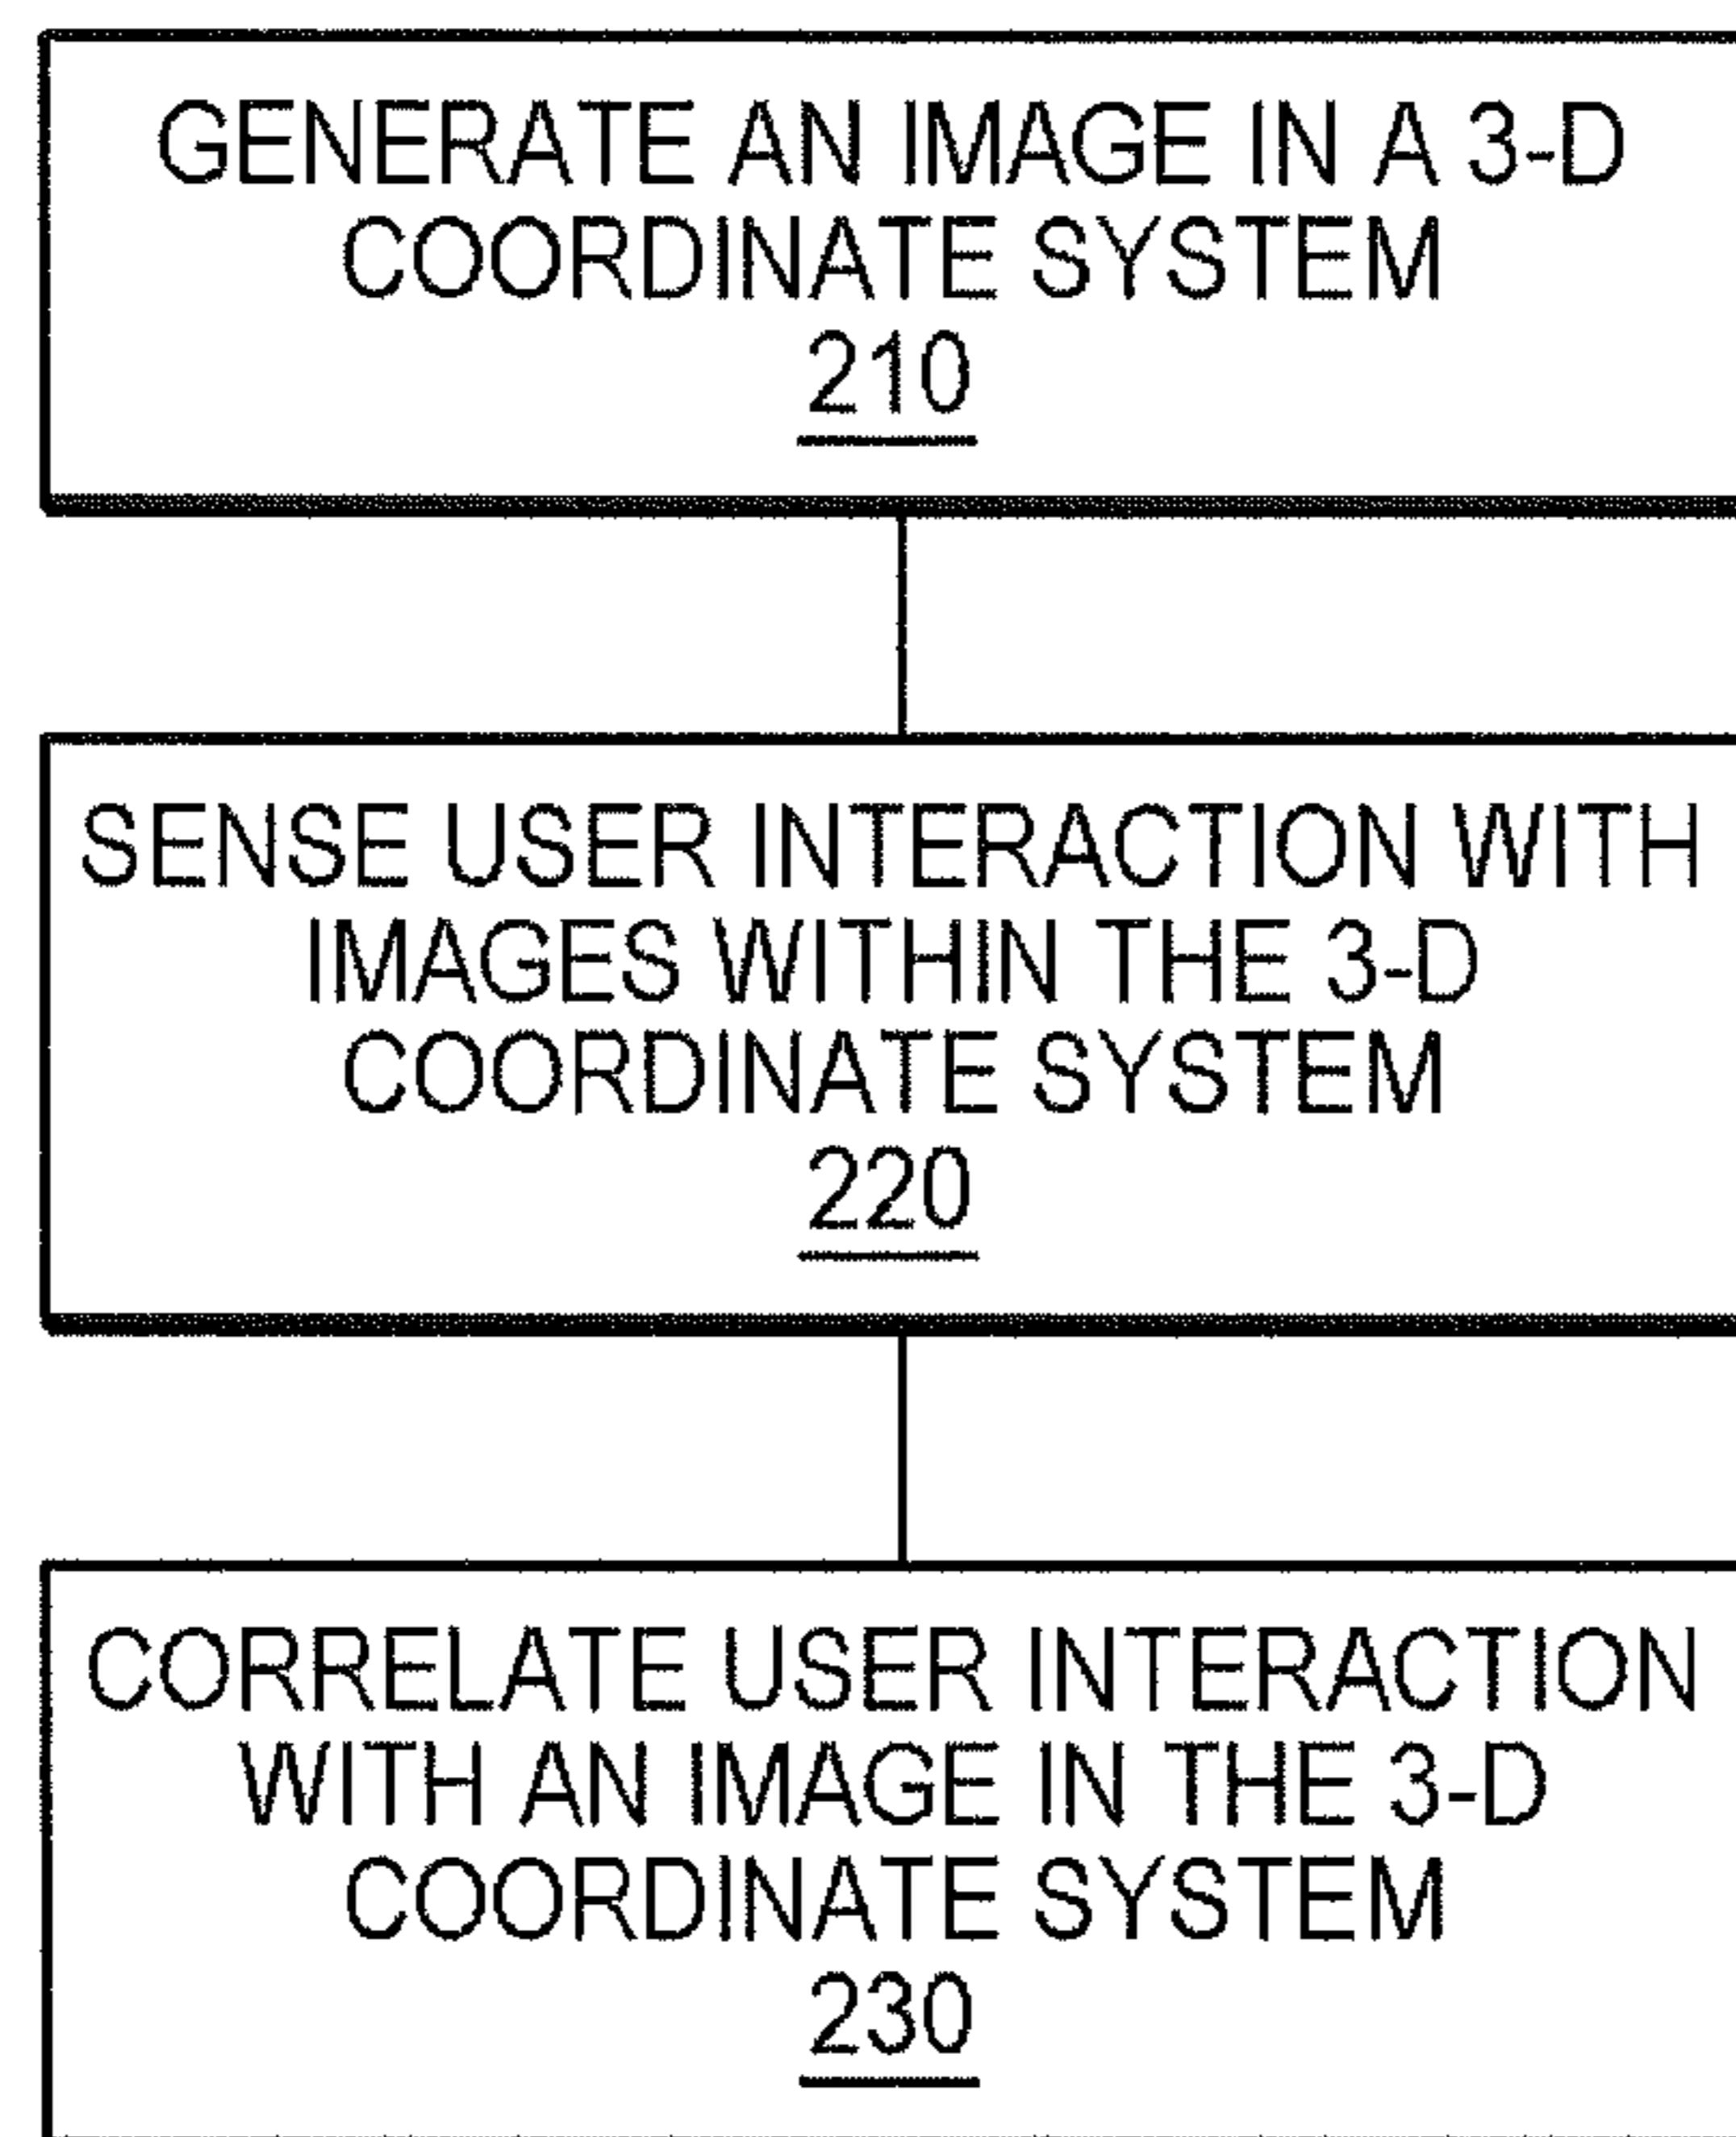 GENERATE AN IMAGE IN A 3-D
COORDINATE SYSTEM
210
SENSE USER INTERACTION WITH
IMAGES WITHIN THE 3-D
COORDINATE SYSTEM
220
CORRELATE USER INTERACTION
WITH AN IMAGE IN THE 3-D
COORDINATE SYSTEM
230